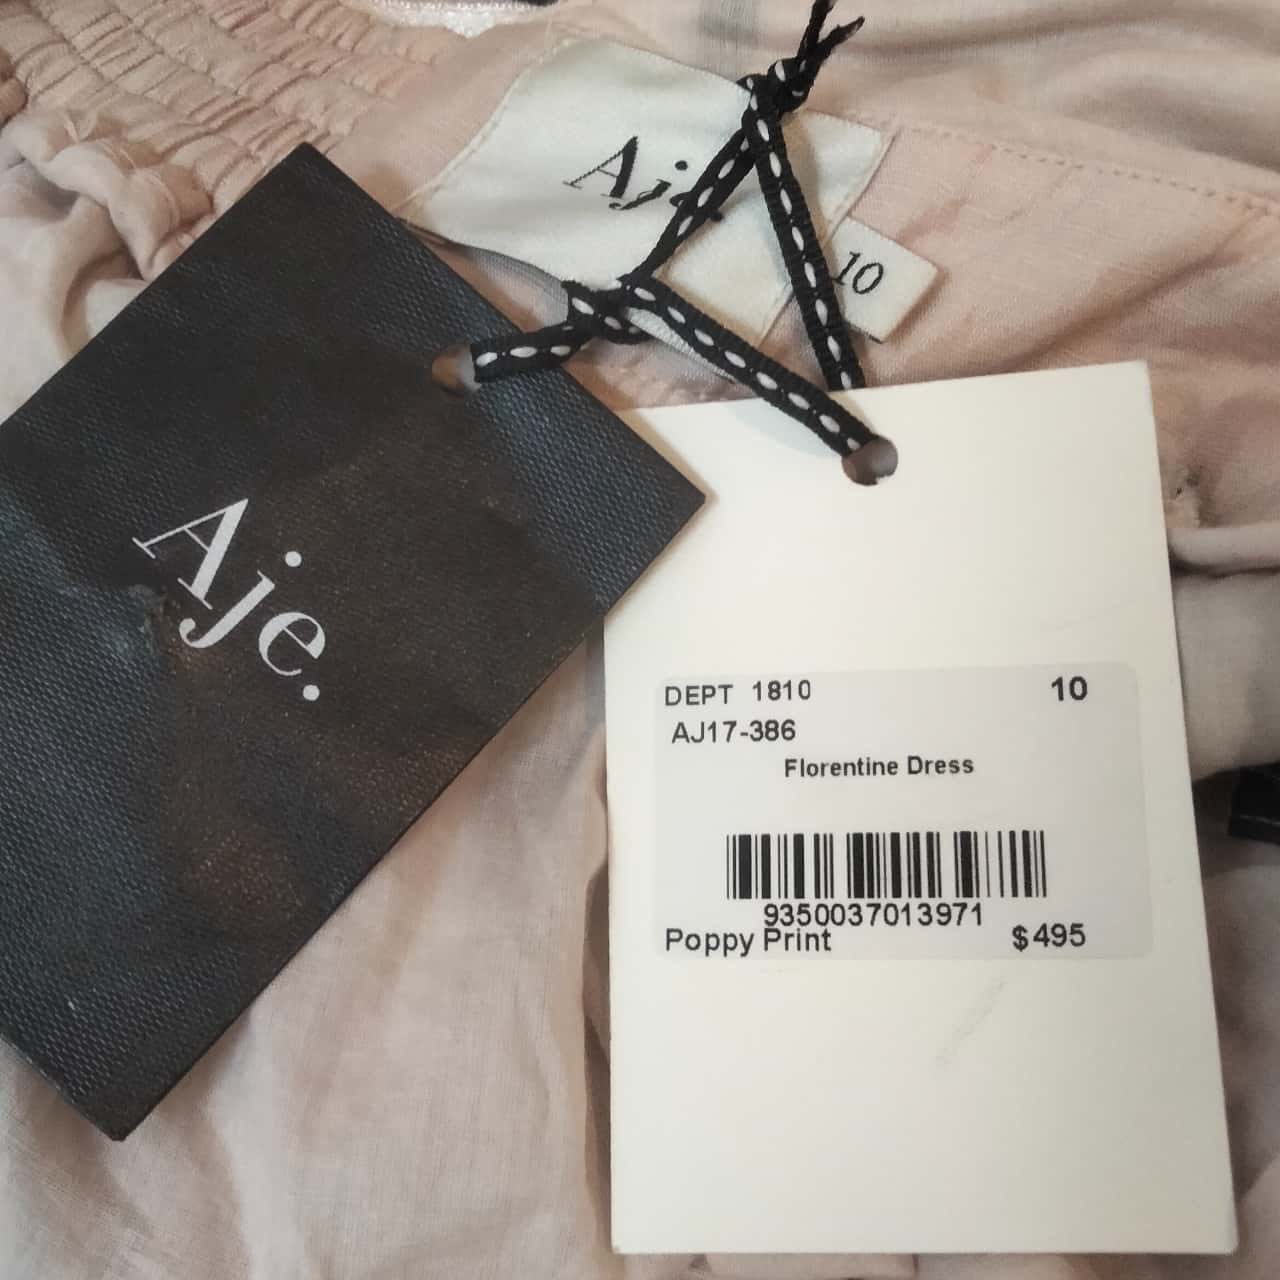 Aje.
10
Aje.
DEPT 1810 10
AJ17-386
Florentine Dress
9350037013971
Poppy Print $495